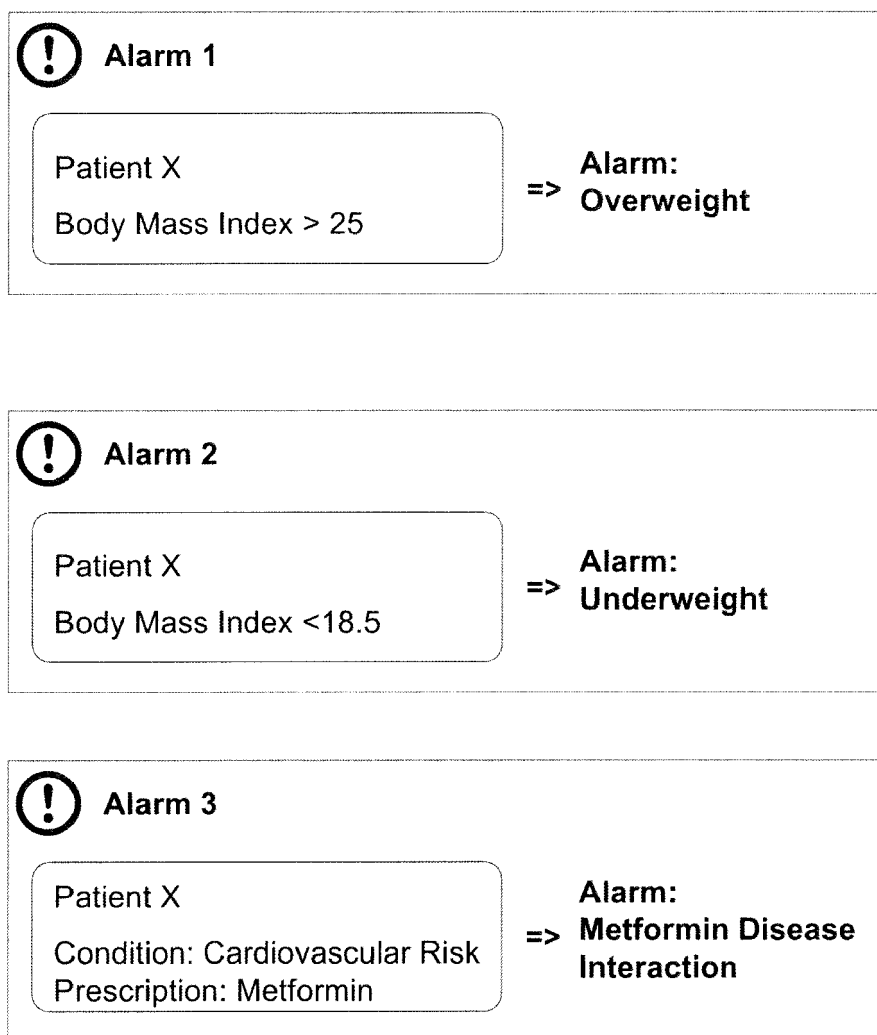 Alarm 1
Patient X
Body Mass Index > 25
=> Alarm:
Overweight
Alarm 2
Patient X
Body Mass Index <18.5
=> Alarm:
Underweight
Alarm 3
Patient X
Condition: Cardiovascular Risk
Prescription: Metformin
=> Alarm:
Metformin Disease
Interaction